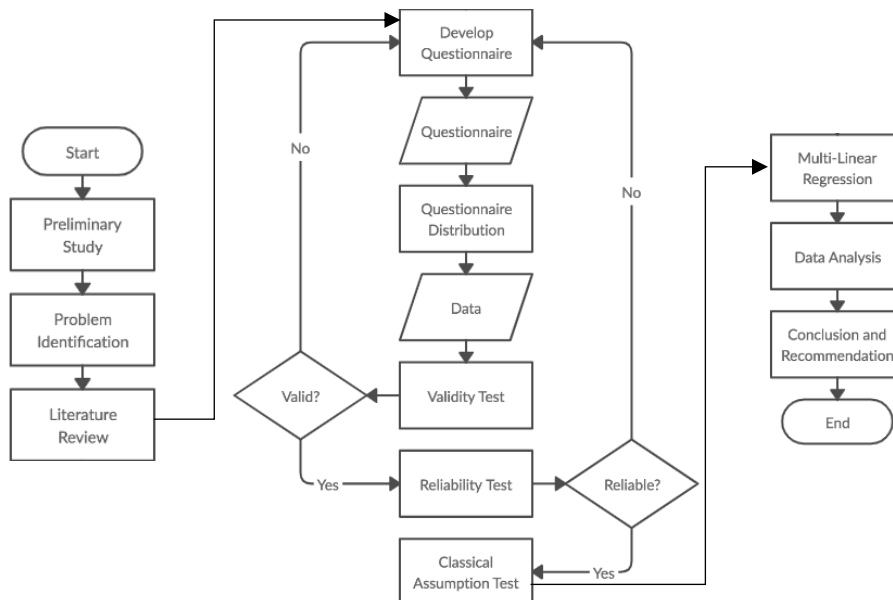 Start
Preliminary
Study
Problem
Identification
Literature
Review
Develop
Questionnaire
Questionnaire
Questionnaire
Distribution
Data
Validity Test
Valid?
No
Yes
Reliability Test
Reliable?
No
Yes
Classical
Assumption Test
Multi-Linear
Regression
Data Analysis
Conclusion and
Recommendation
End